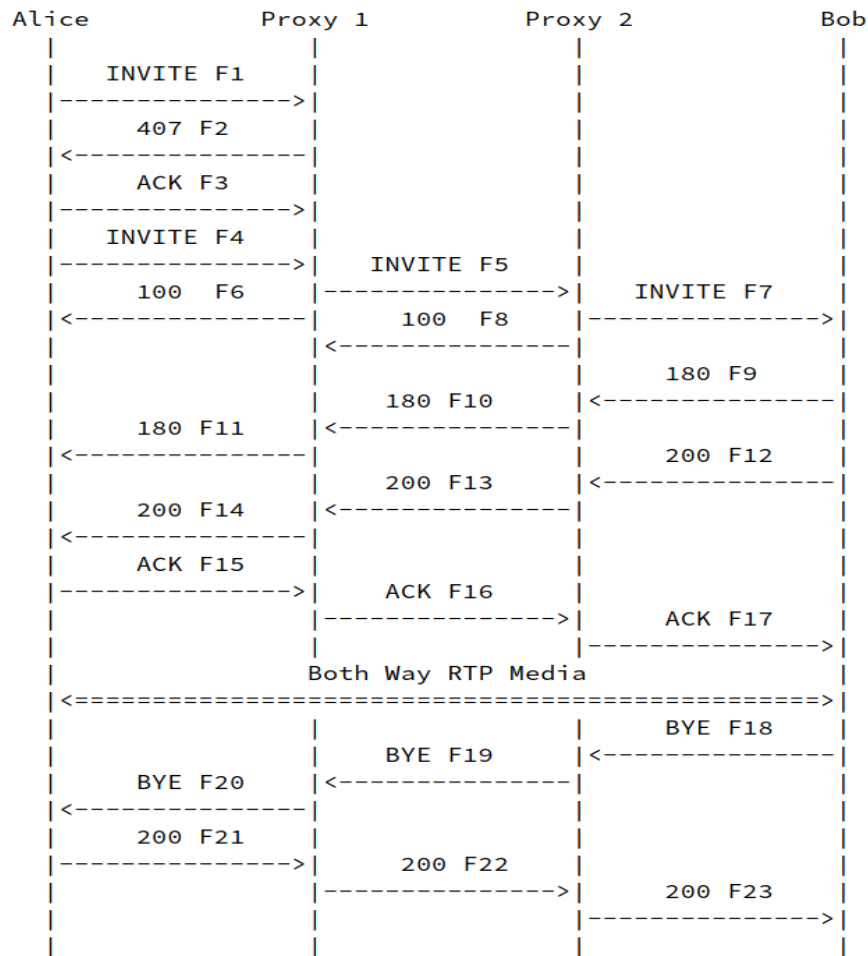 Alice Proxy 1 Proxy 2 Bob
INVITE F1
407 F2
ACK F3
INVITE F4
INVITE F5
100 F6 INVITE F7
100 F8
180 F9
180 F10
180 F11
200 F12
200 F13
200 F14
ACK F15
ACK F16
ACK F17
Both Way RTP Media
BYE F18
BYE F19
BYE F20
200 F21
200 F22
200 F23